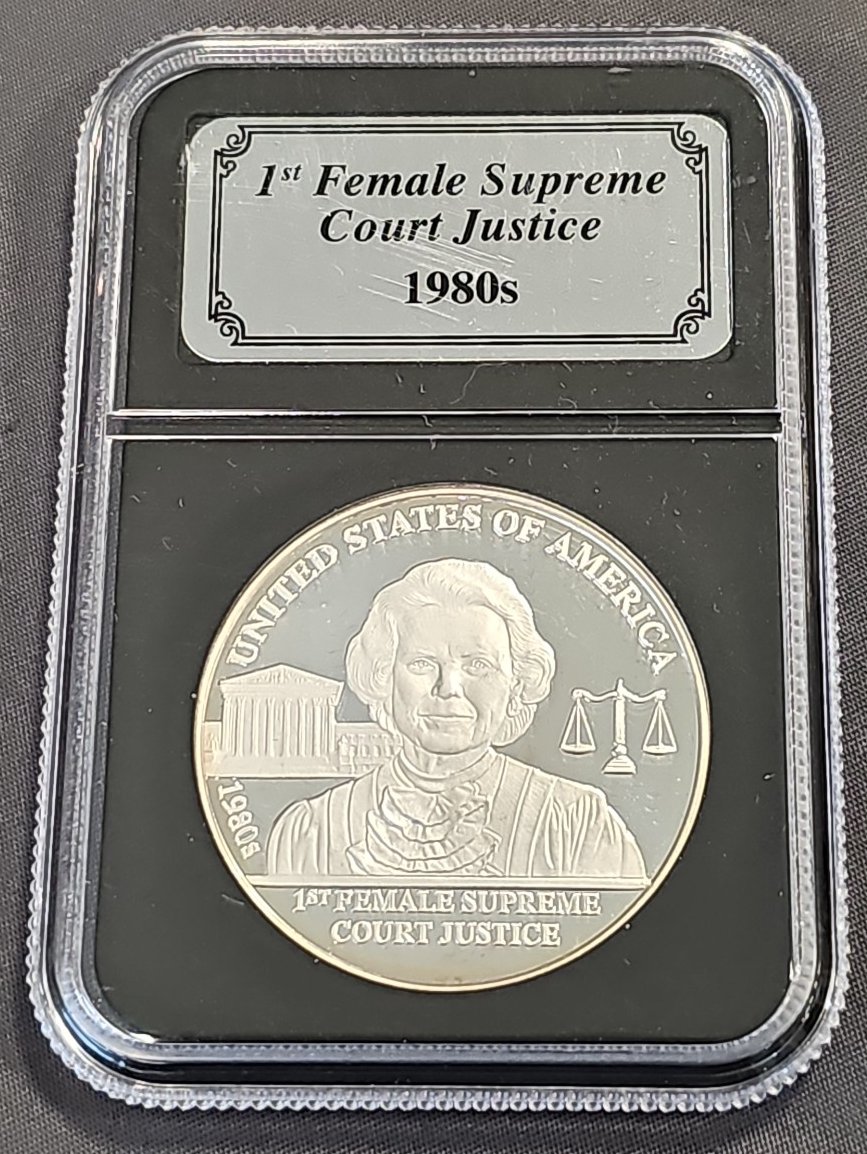 1st Female Supreme
Court Justice
1980s
UNITED STATES OF AMERICA
1980s
1ST FEMALE SUPREME
COURT JUSTICE